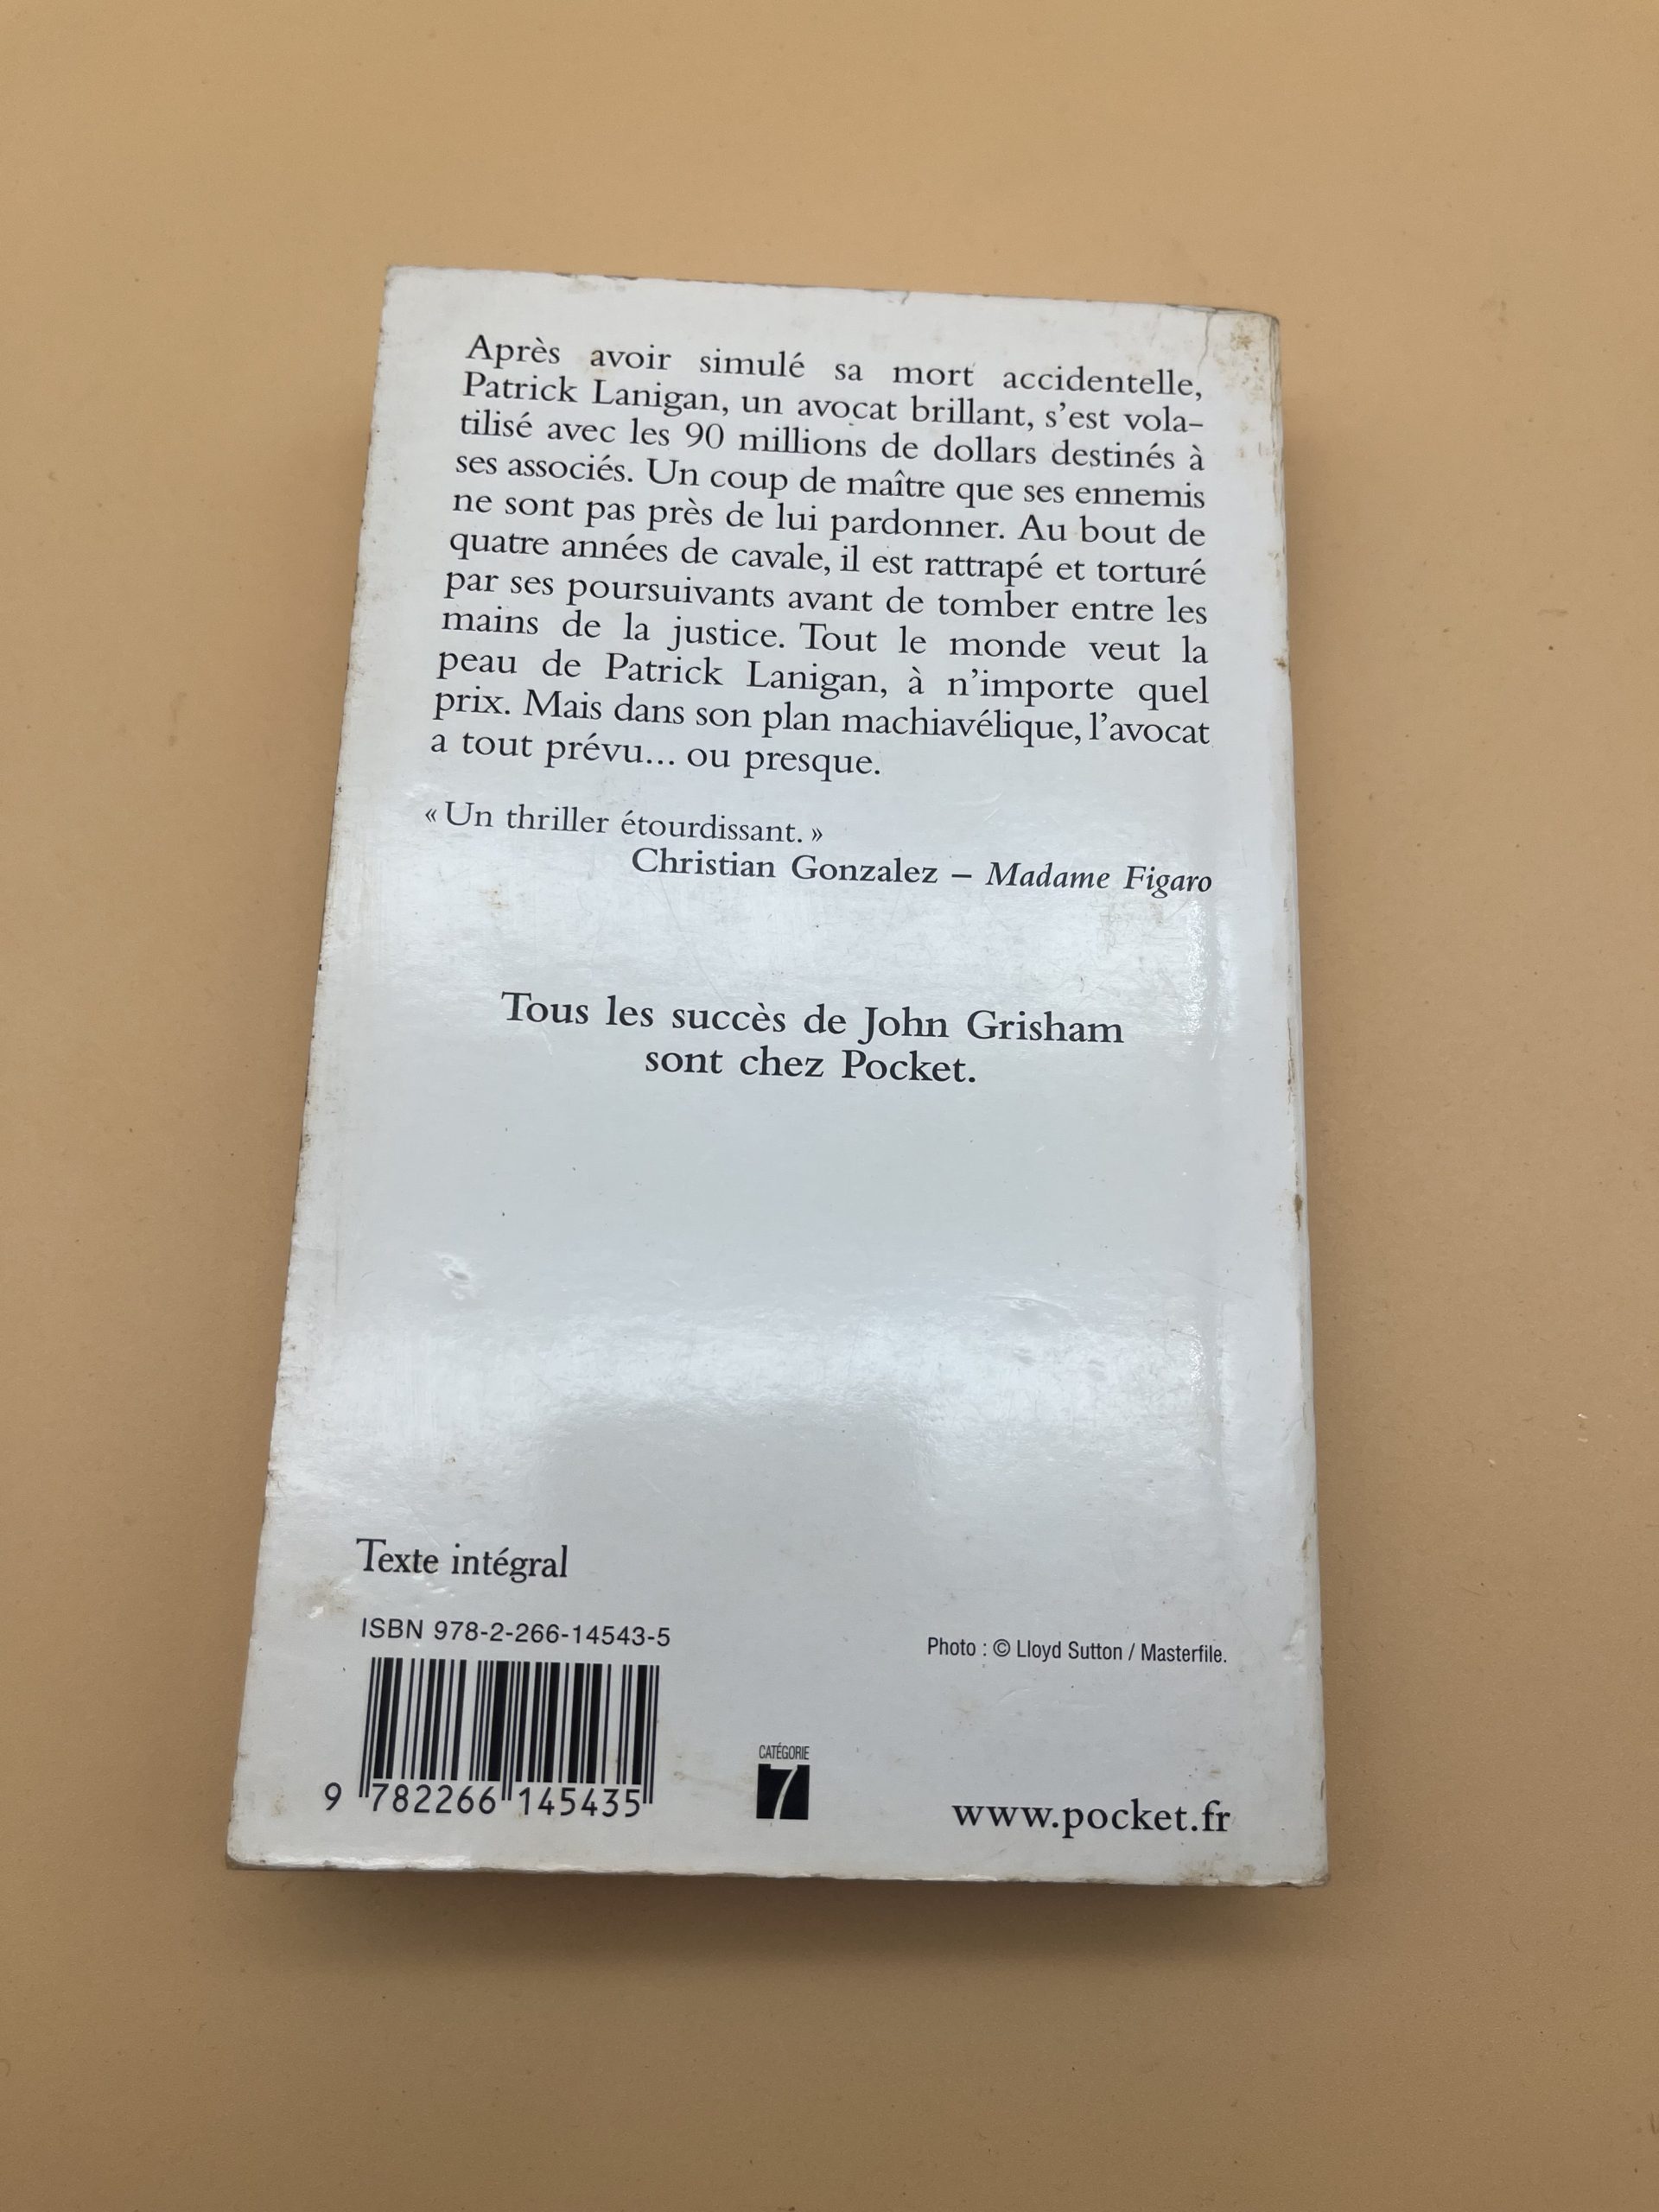 Après avoir simulé sa mort accidentelle,
Patrick Lanigan, un avocat brillant, s'est vola-
tilisé avec les 90 millions de dollars destinés à
ses associés. Un coup de maître que ses ennemis
ne sont pas près de lui pardonner. Au bout de
quatre années de cavale, il est rattrapé et torturé
par ses poursuivants avant de tomber entre les
mains de la justice. Tout le monde veut la
peau de Patrick Lanigan, à n'importe quel
prix. Mais dans son plan machiavélique, l'avocat
a tout prévu... ou presque.
« Un thriller étourdissant. »
Christian Gonzalez – Madame Figaro
Tous les succès de John Grisham
sont chez Pocket.
Texte intégral
ISBN 978-2-266-14543-5
Photo : © Lloyd Sutton / Masterfile.
9 782266 145435
CATÉGORIE
7
www.pocket.fr